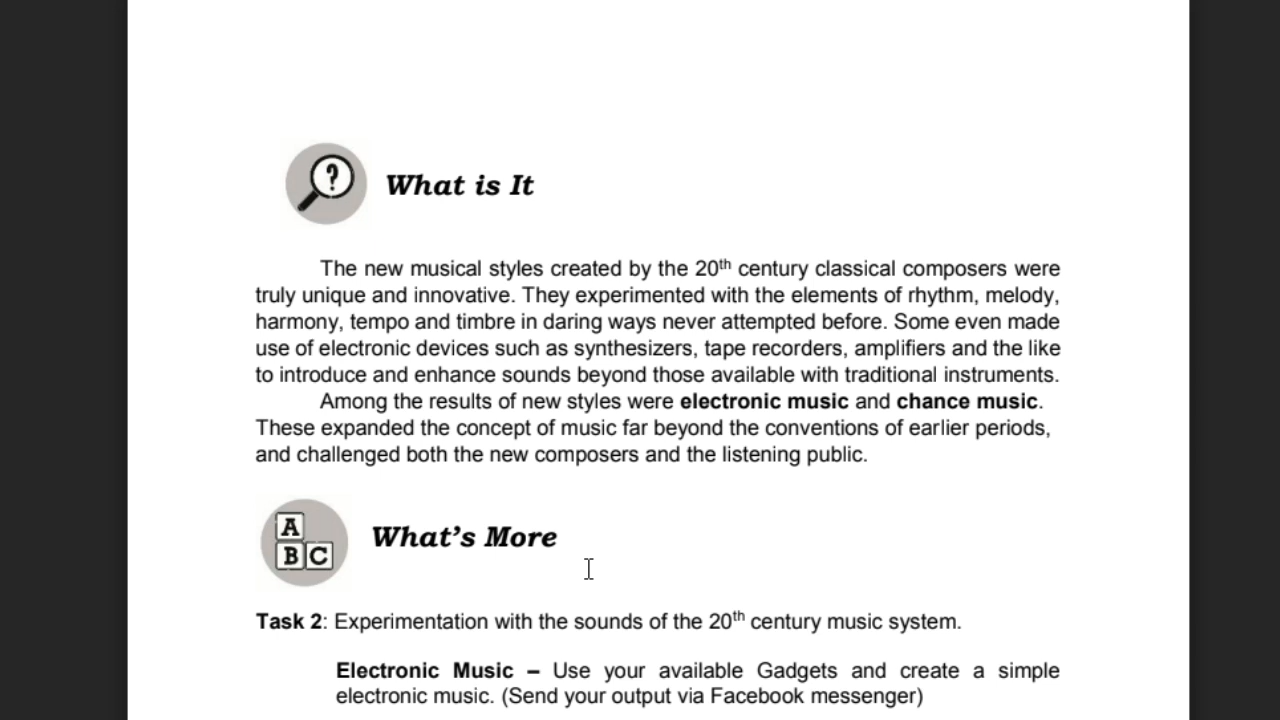 ?
What is It
The new musical styles created by the 20th century classical composers were
truly unique and innovative. They experimented with the elements of rhythm, melody,
harmony, tempo and timbre in daring ways never attempted before. Some even made
use of electronic devices such as synthesizers, tape recorders, amplifiers and the like
to introduce and enhance sounds beyond those available with traditional instruments.
Among the results of new styles were electronic music and chance music.
These expanded the concept of music far beyond the conventions of earlier periods,
and challenged both the new composers and the listening public.
A
B C
What's More
Task 2: Experimentation with the sounds of the 20th century music system.
Electronic Music – Use your available Gadgets and create a simple
electronic music. (Send your output via Facebook messenger)